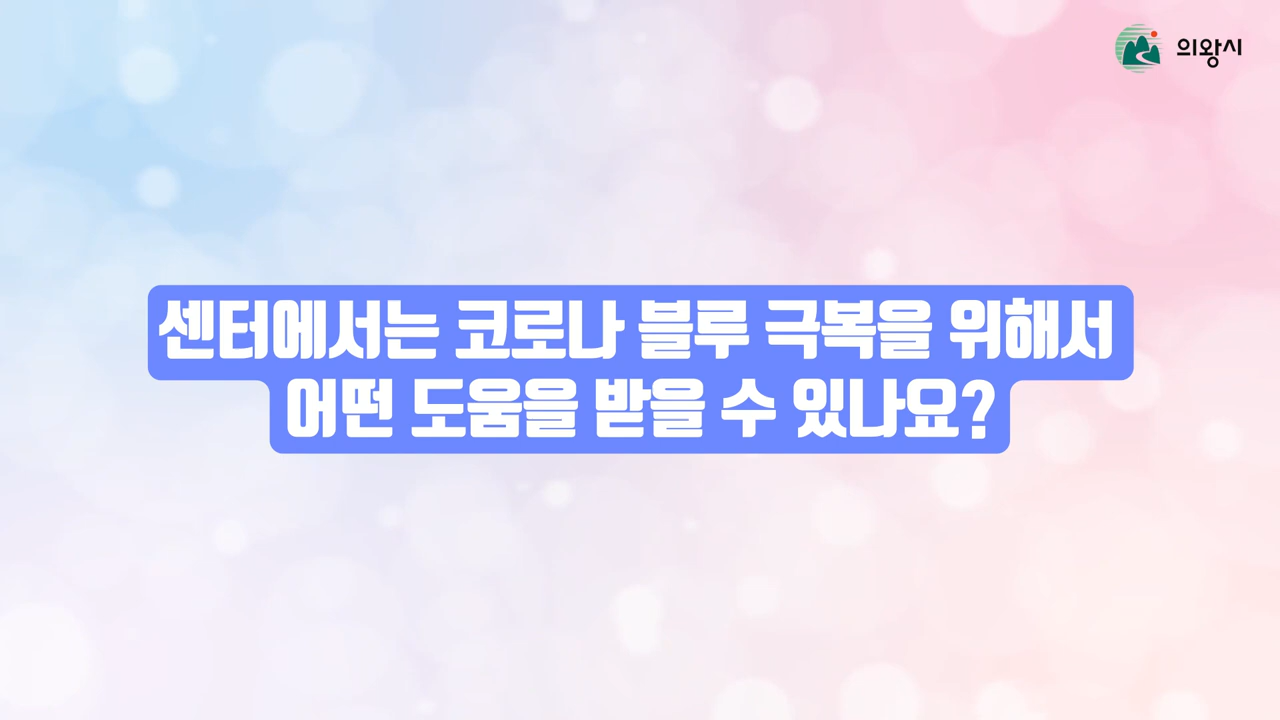 의왕시
센터에서는 코로나 블루 극복을 위해서
어떤 도움을 받을 수 있나요?